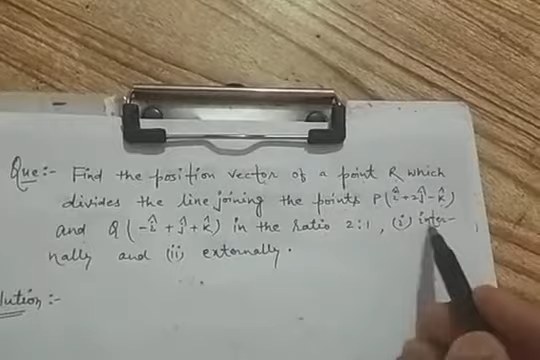 Que:- Find the position vector of a point R which
divides the line joining the points P(î+2ĵ-k̂)
and Q(-î+ĵ+k̂) in the ratio 2:1, (i) inter-
nally and (ii) externally.
lution:-